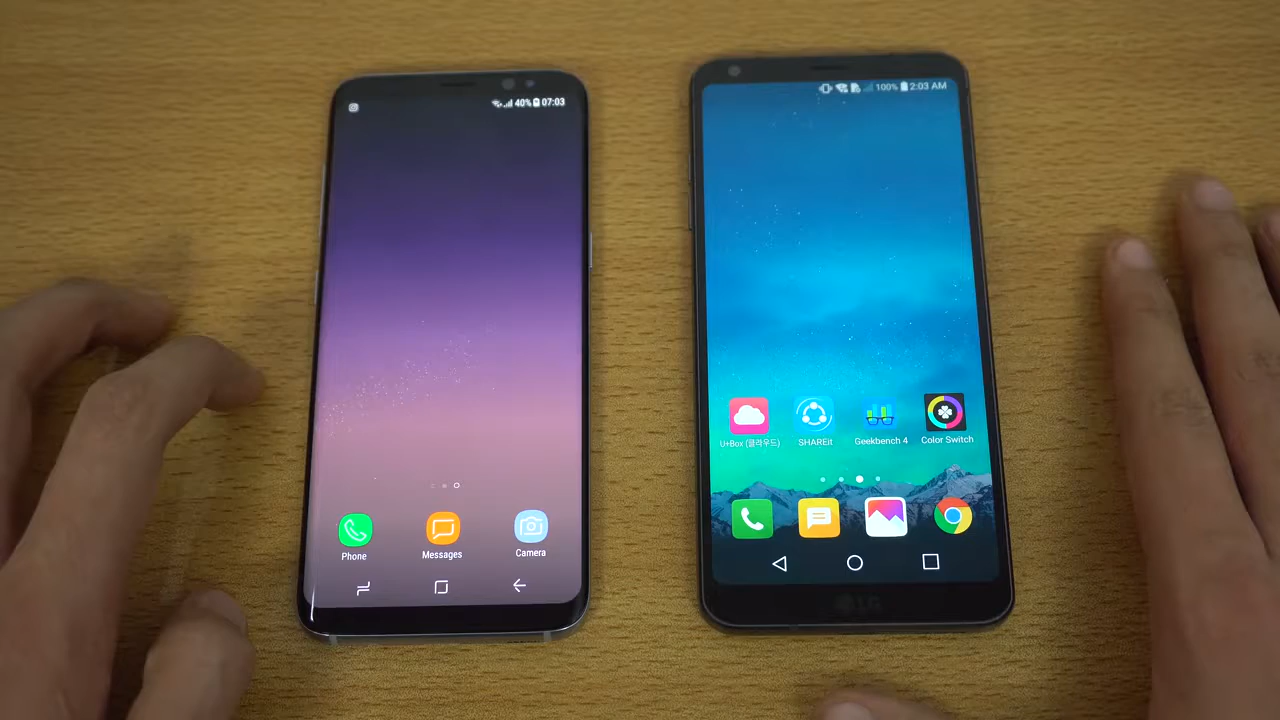 40% 07:03
Phone
Messages
Camera
100% 2:03 AM
U+Box (클라우드)
SHAREit
Geekbench 4
Color Switch
LG